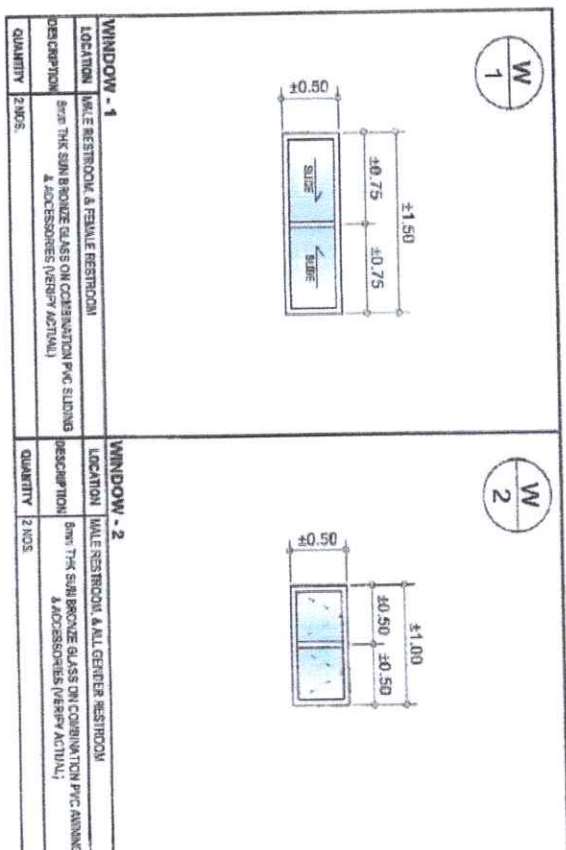 W
1
±1.50
±0.75 ±0.75
±0.50
SLIDE SLIDE
WINDOW - 1
LOCATION MALE RESTROOM, & FEMALE RESTROOM
DESCRIPTION 6mm THK SUN BRONZE GLASS ON COMBINATION PVC SLIDING
& ACCESSORIES (VERIFY ACTUAL)
QUANTITY 2 NOS.
W
2
±1.00
±0.50 ±0.50
±0.50
WINDOW - 2
LOCATION MALE RESTROOM, & ALL GENDER RESTROOM
DESCRIPTION 6mm THK SUN BRONZE GLASS ON COMBINATION PVC AWNING
& ACCESSORIES (VERIFY ACTUAL)
QUANTITY 2 NOS.